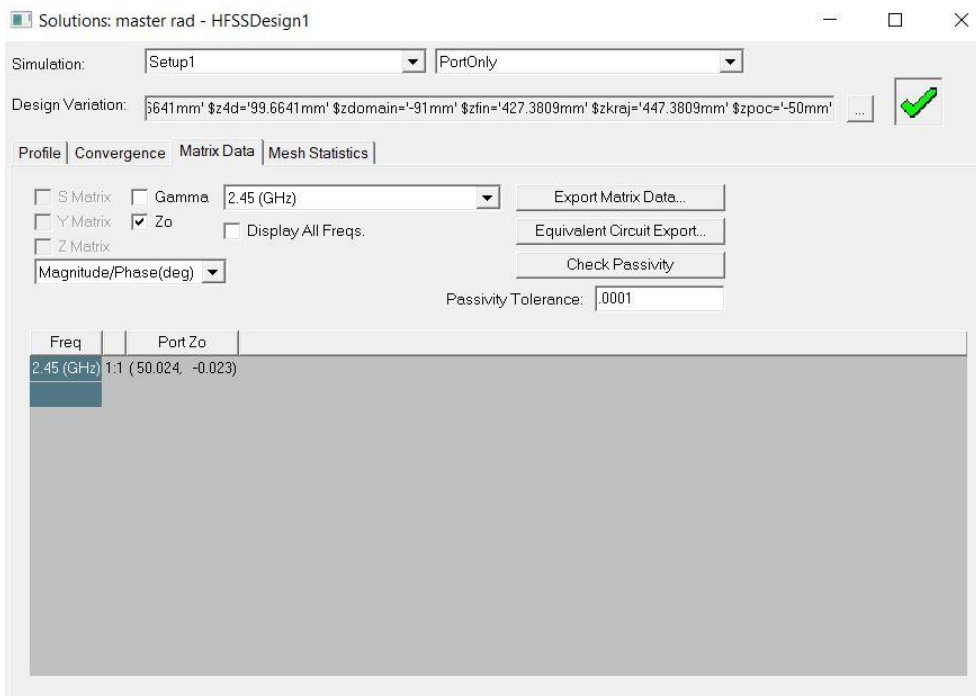 Solutions: master rad - HFSSDesign1
Simulation: Setup1 PortOnly
Design Variation: 6641mm' $z4d='99.6641mm' $zdomain='-91mm' $zfin='427.3809mm' $zkraj='447.3809mm' $zpoc='-50mm' ...
Profile Convergence Matrix Data Mesh Statistics
S Matrix Gamma 2.45 (GHz) Export Matrix Data...
Y Matrix Zo Display All Freqs. Equivalent Circuit Export...
Z Matrix Check Passivity
Magnitude/Phase(deg)
Passivity Tolerance: .0001
Freq Port Zo
2.45 (GHz) 1:1 ( 50.024, -0.023)